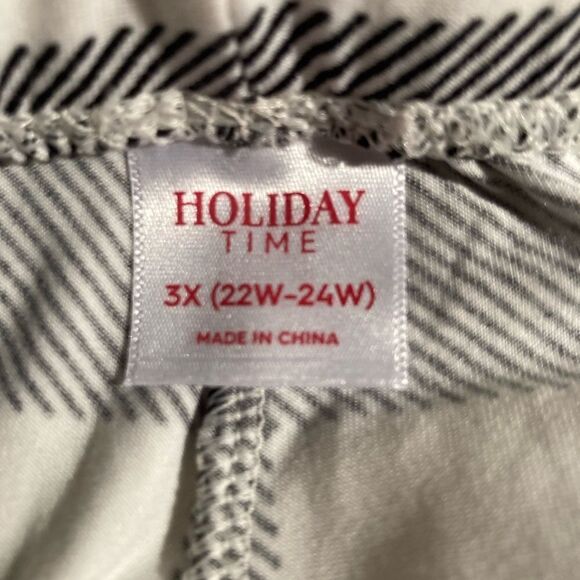 HOLIDAY
TIME
3X (22W-24W)
MADE IN CHINA